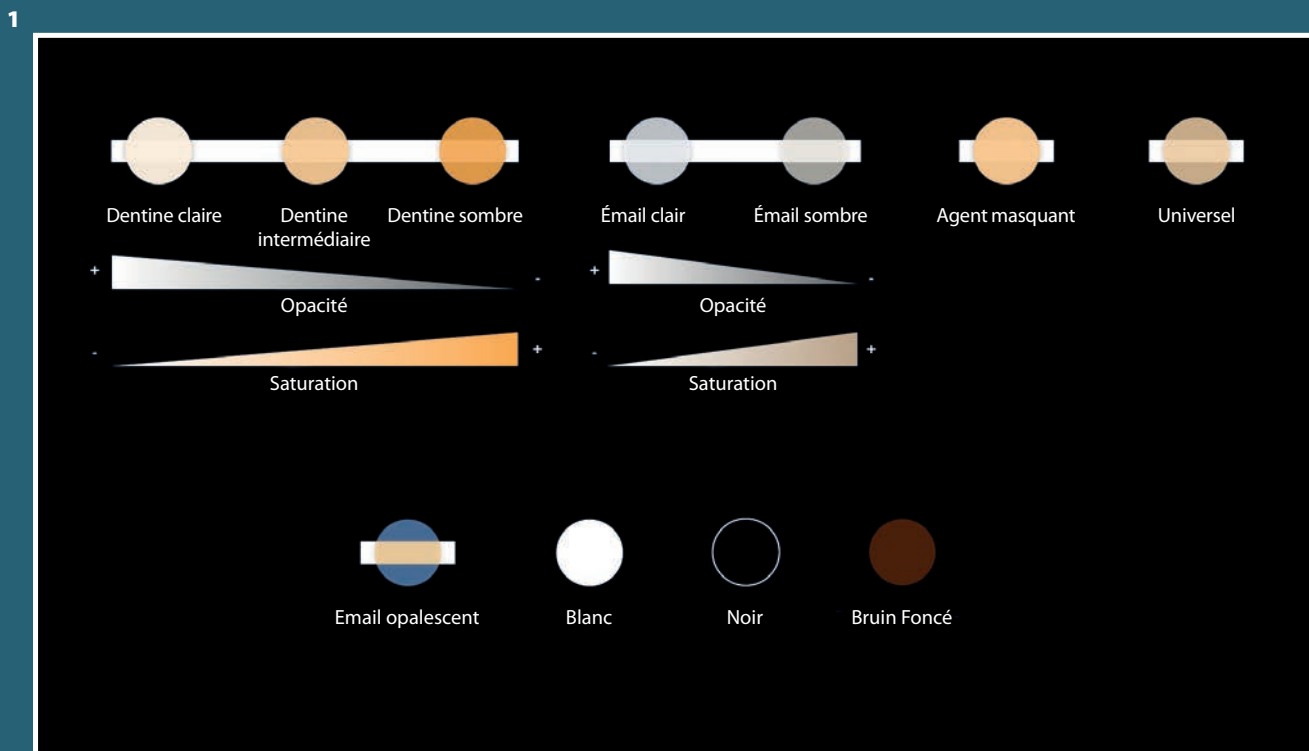 1
Dentine claire
Dentine
intermédiaire
Dentine sombre
Émail clair
Émail sombre
Agent masquant
Universel
+
-
Opacité
+
-
Opacité
-
+
Saturation
-
+
Saturation
Email opalescent
Blanc
Noir
Bruin Foncé